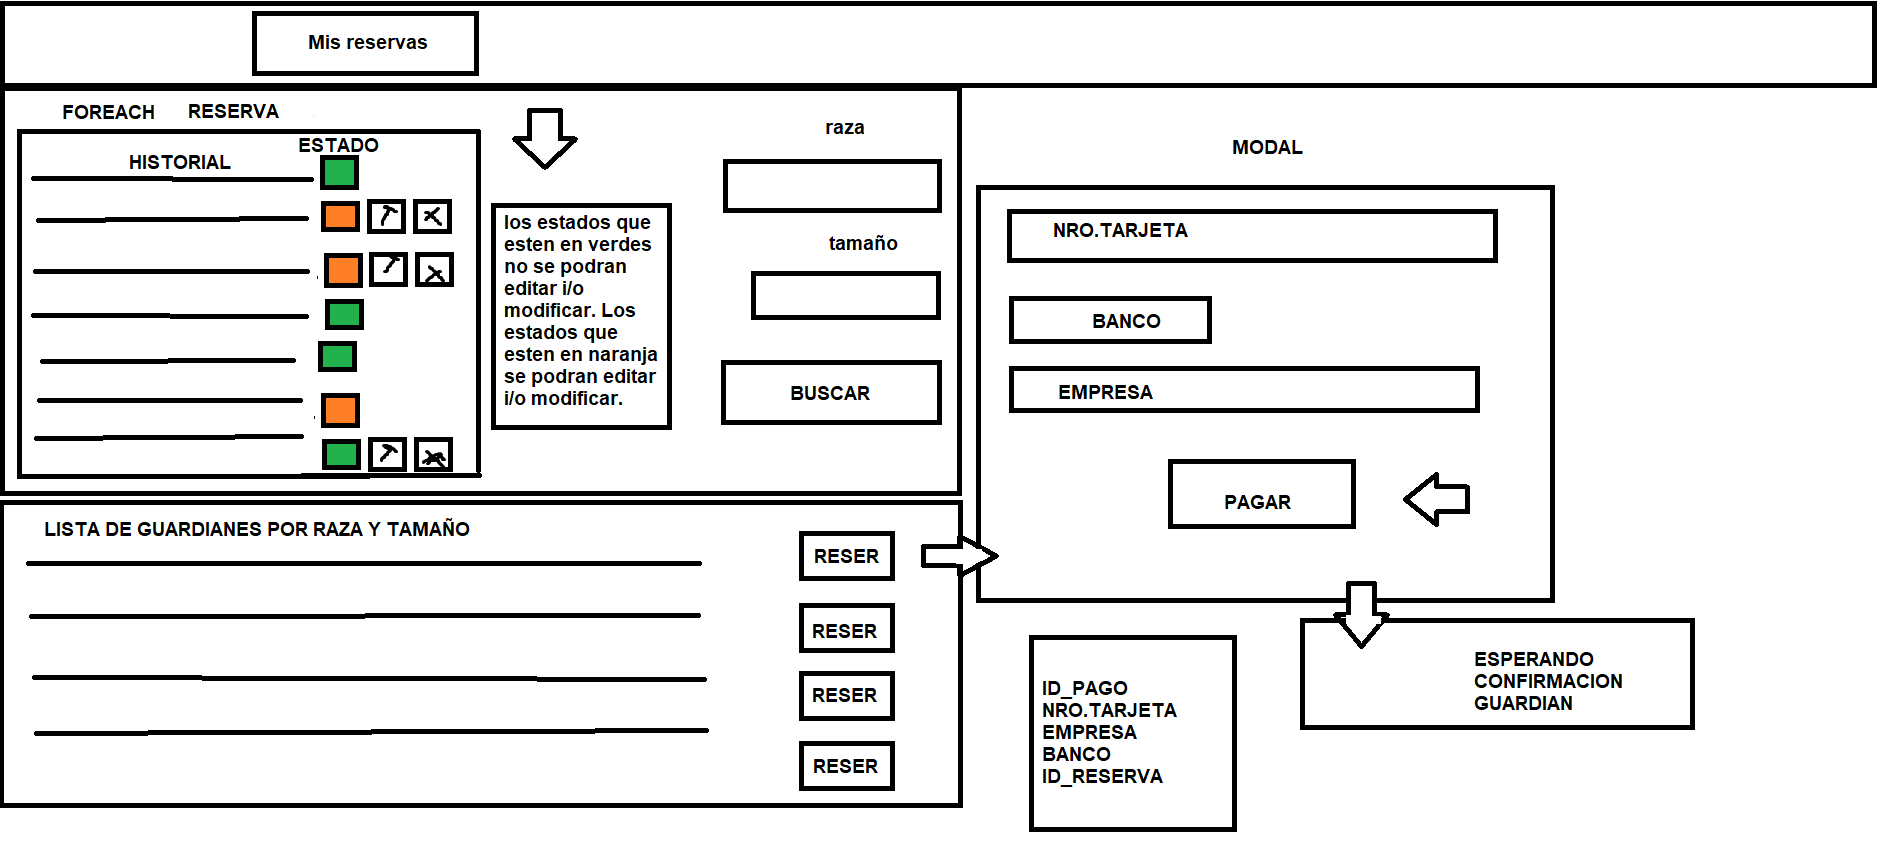 Mis reservas
FOREACH RESERVA
ESTADO
HISTORIAL
los estados que
esten en verdes
no se podran
editar i/o
modificar. Los
estados que
esten en naranja
se podran editar
i/o modificar.
raza
tamaño
BUSCAR
LISTA DE GUARDIANES POR RAZA Y TAMAÑO
RESER
RESER
RESER
RESER
MODAL
NRO.TARJETA
BANCO
EMPRESA
PAGAR
ID_PAGO
NRO.TARJETA
EMPRESA
BANCO
ID_RESERVA
ESPERANDO
CONFIRMACION
GUARDIAN